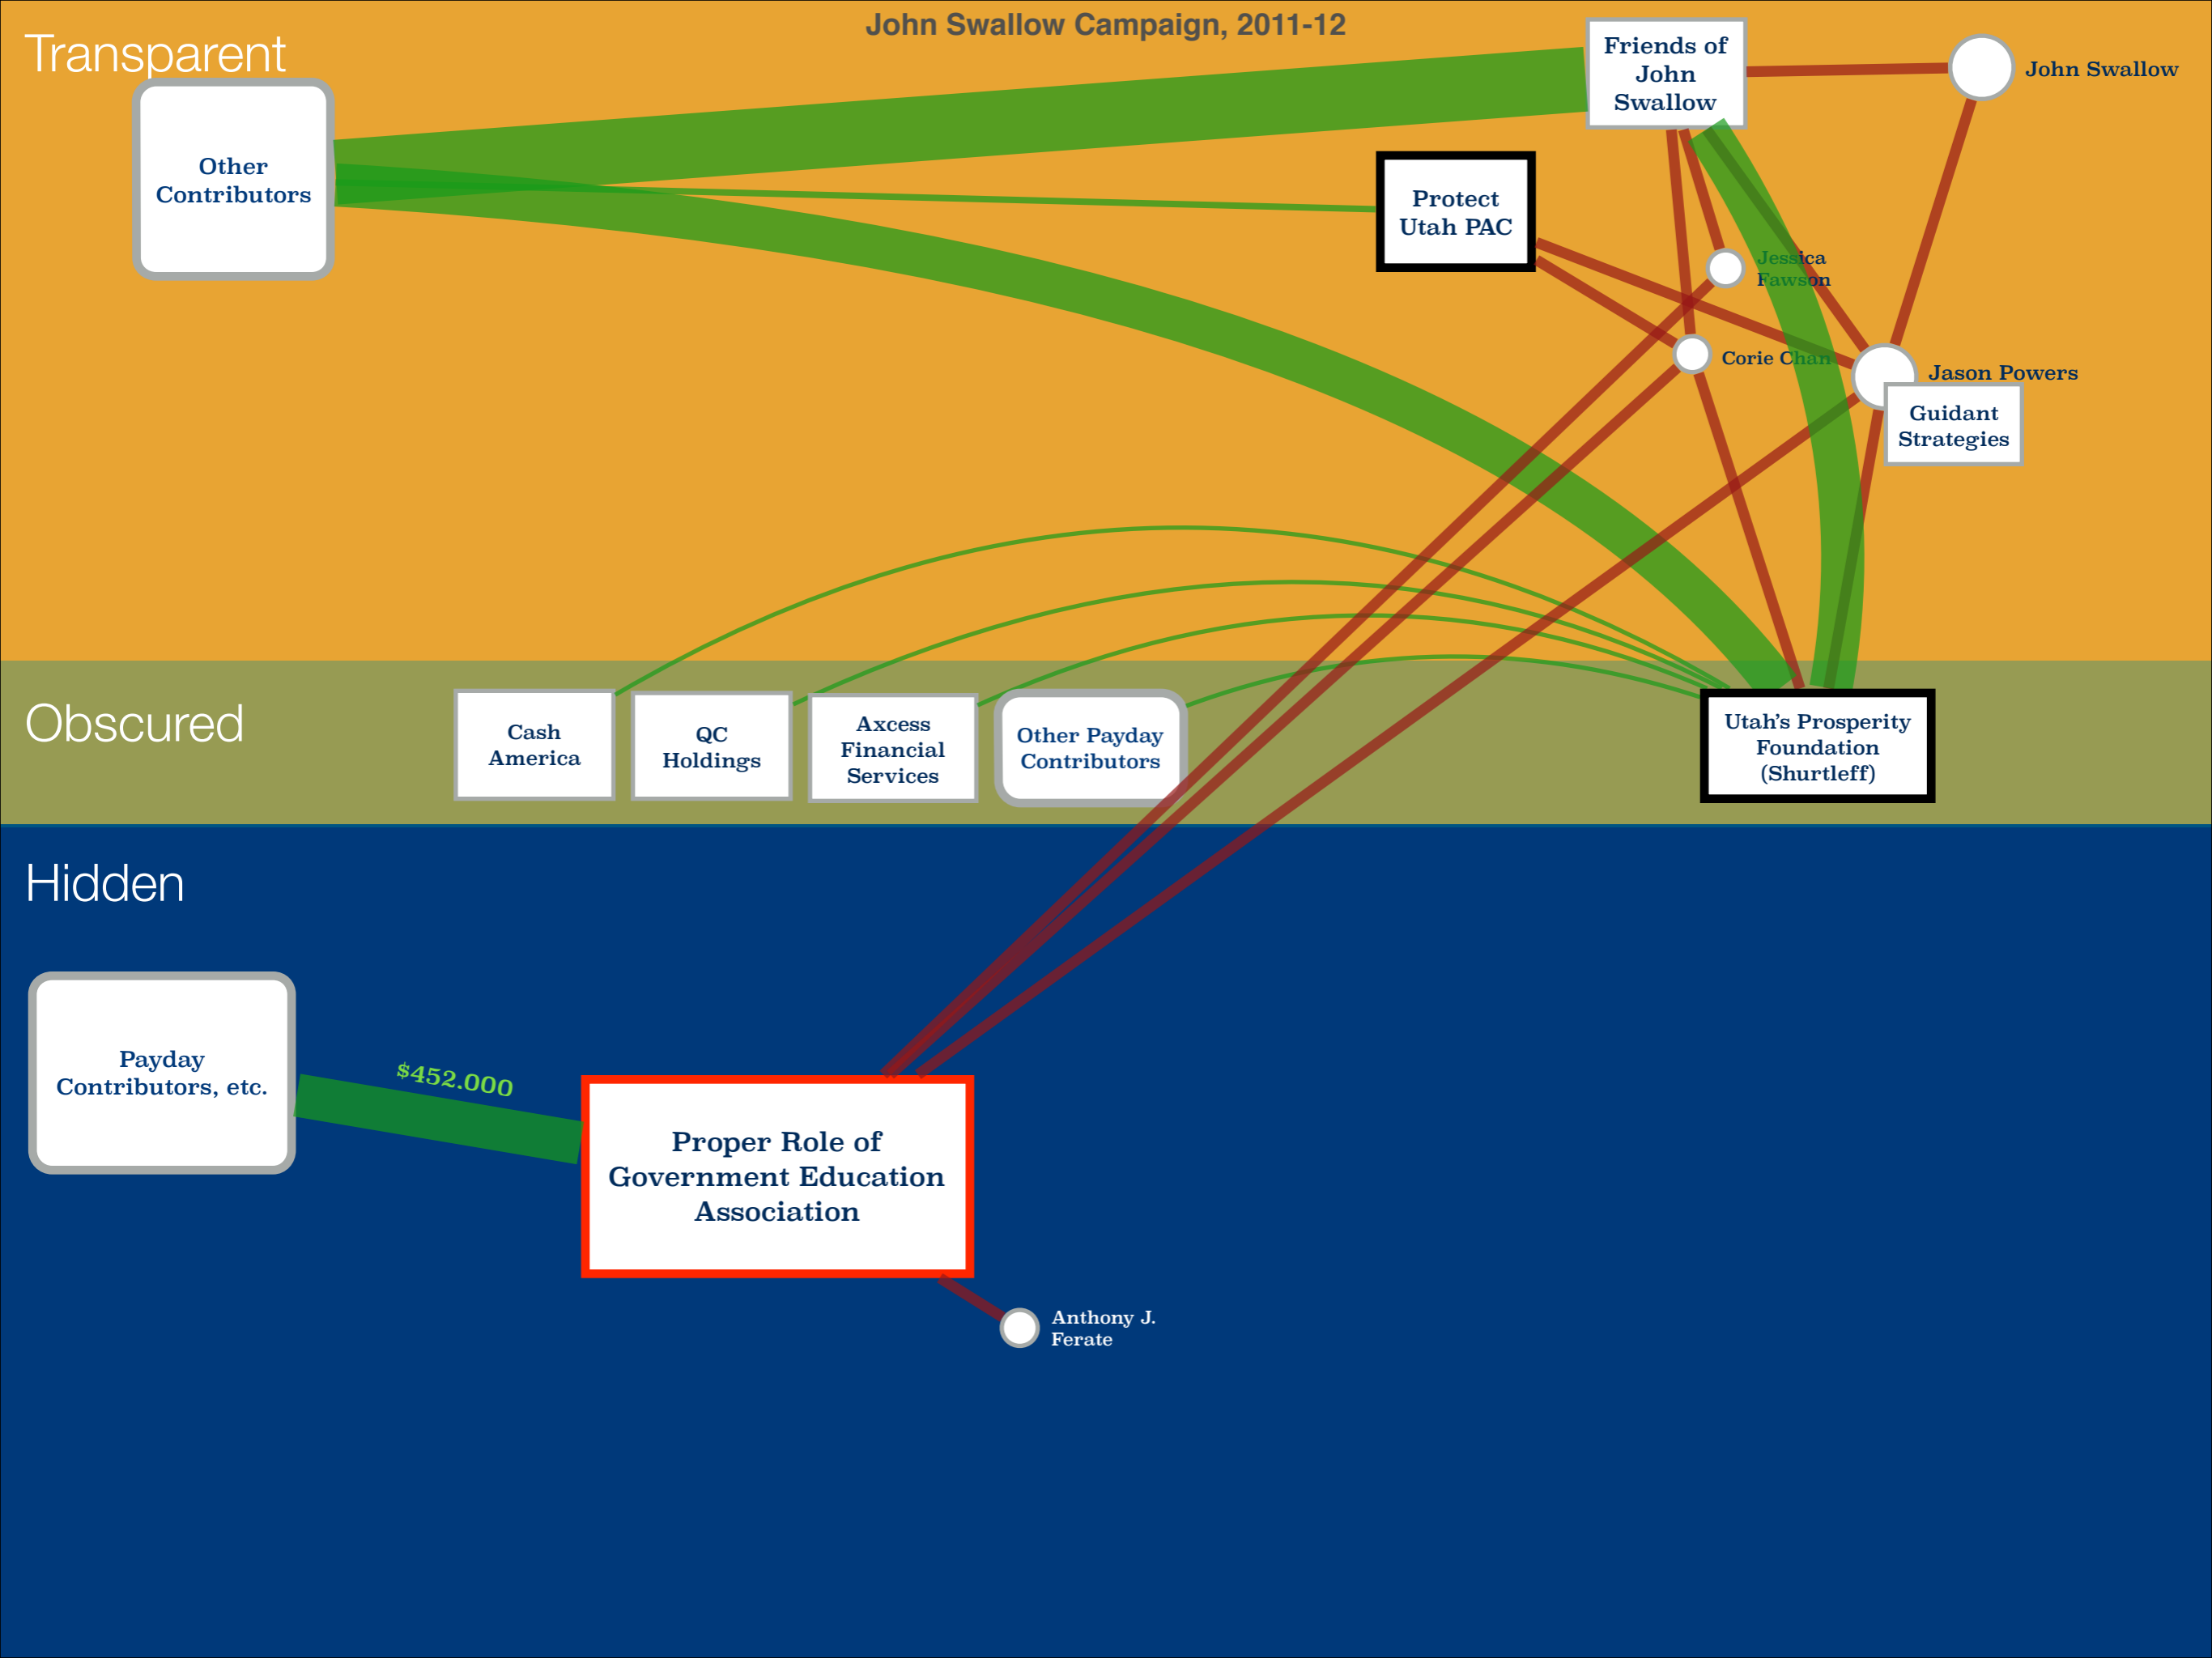 John Swallow Campaign, 2011-12
Transparent
Friends of
John
Swallow
John Swallow
Other
Contributors
Protect
Utah PAC
Jessica
Fawson
Corie Chan
Jason Powers
Guidant
Strategies
Obscured
Cash
America
QC
Holdings
Axcess
Financial
Services
Other Payday
Contributors
Utah's Prosperity
Foundation
(Shurtleff)
Hidden
Payday
Contributors, etc.
$452.000
Proper Role of
Government Education
Association
Anthony J.
Ferate